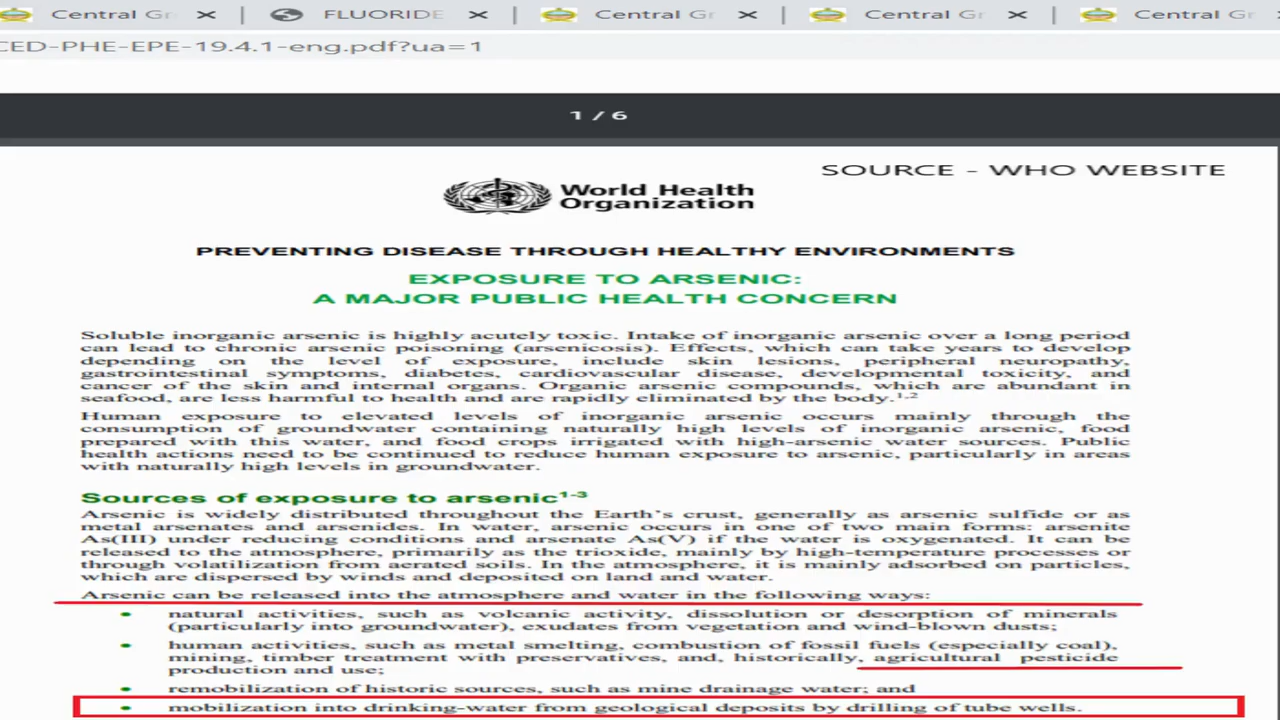 Central Gr
FLUORIDE
Central Gr
Central Gr
Central Gr
CED-PHE-EPE-19.4.1-eng.pdf?ua=1
1 / 6
SOURCE - WHO WEBSITE
World Health
Organization
PREVENTING DISEASE THROUGH HEALTHY ENVIRONMENTS
EXPOSURE TO ARSENIC:
A MAJOR PUBLIC HEALTH CONCERN
Soluble inorganic arsenic is highly acutely toxic. Intake of inorganic arsenic over a long period
can lead to chronic arsenic poisoning (arsenicosis). Effects, which can take years to develop
depending on the level of exposure, include skin lesions, peripheral neuropathy,
gastrointestinal symptoms, diabetes, cardiovascular disease, developmental toxicity, and
cancer of the skin and internal organs. Organic arsenic compounds, which are abundant in
seafood, are less harmful to health and are rapidly eliminated by the body.1,2
Human exposure to elevated levels of inorganic arsenic occurs mainly through the
consumption of groundwater containing naturally high levels of inorganic arsenic, food
prepared with this water, and food crops irrigated with high-arsenic water sources. Public
health actions need to be continued to reduce human exposure to arsenic, particularly in areas
with naturally high levels in groundwater.
Sources of exposure to arsenic1-3
Arsenic is widely distributed throughout the Earth's crust, generally as arsenic sulfide or as
metal arsenates and arsenides. In water, arsenic occurs in one of two main forms: arsenite
As(III) under reducing conditions and arsenate As(V) if the water is oxygenated. It can be
released to the atmosphere, primarily as the trioxide, mainly by high-temperature processes or
through volatilization from aerated soils. In the atmosphere, it is mainly adsorbed on particles,
which are dispersed by winds and deposited on land and water.
Arsenic can be released into the atmosphere and water in the following ways:
• natural activities, such as volcanic activity, dissolution or desorption of minerals
(particularly into groundwater), exudates from vegetation and wind-blown dusts;
• human activities, such as metal smelting, combustion of fossil fuels (especially coal),
mining, timber treatment with preservatives, and, historically, agricultural pesticide
production and use;
• remobilization of historic sources, such as mine drainage water; and
• mobilization into drinking-water from geological deposits by drilling of tube wells.